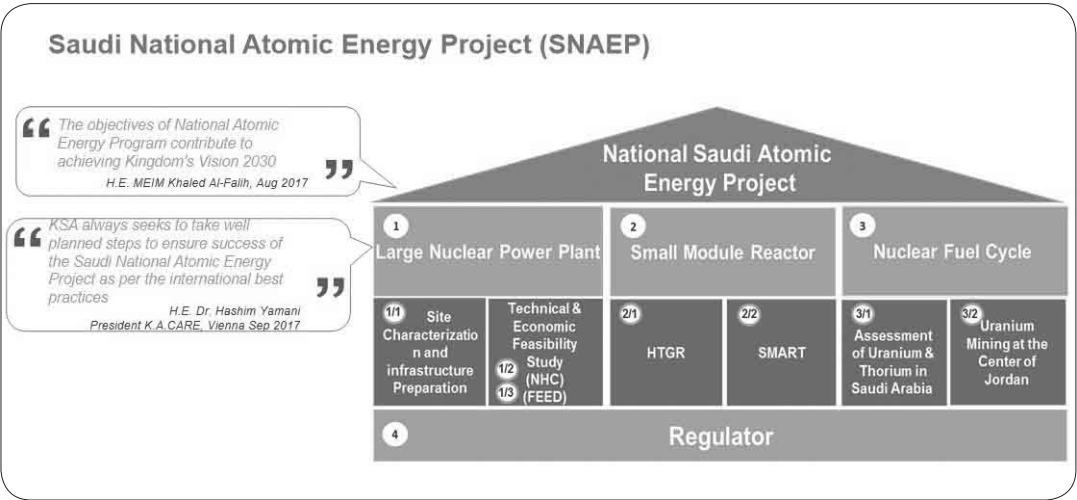 Saudi National Atomic Energy Project (SNAEP)
“ The objectives of National Atomic
Energy Program contribute to
achieving Kingdom's Vision 2030 ”
H.E. MEIM Khaled Al-Falih, Aug 2017
“ KSA always seeks to take well
planned steps to ensure success of
the Saudi National Atomic Energy
Project as per the international best
practices ”
H.E. Dr. Hashim Yamani
President K.A.CARE, Vienna Sep 2017
National Saudi Atomic
Energy Project
1
Large Nuclear Power Plant
2
Small Module Reactor
3
Nuclear Fuel Cycle
1/1 Site
Characterizatio
n and
infrastructure
Preparation
Technical &
Economic
Feasibility
Study
1/2 (NHC)
1/3 (FEED)
2/1
HTGR
2/2
SMART
3/1
Assessment
of Uranium &
Thorium in
Saudi Arabia
3/2 Uranium
Mining at the
Center of
Jordan
4 Regulator